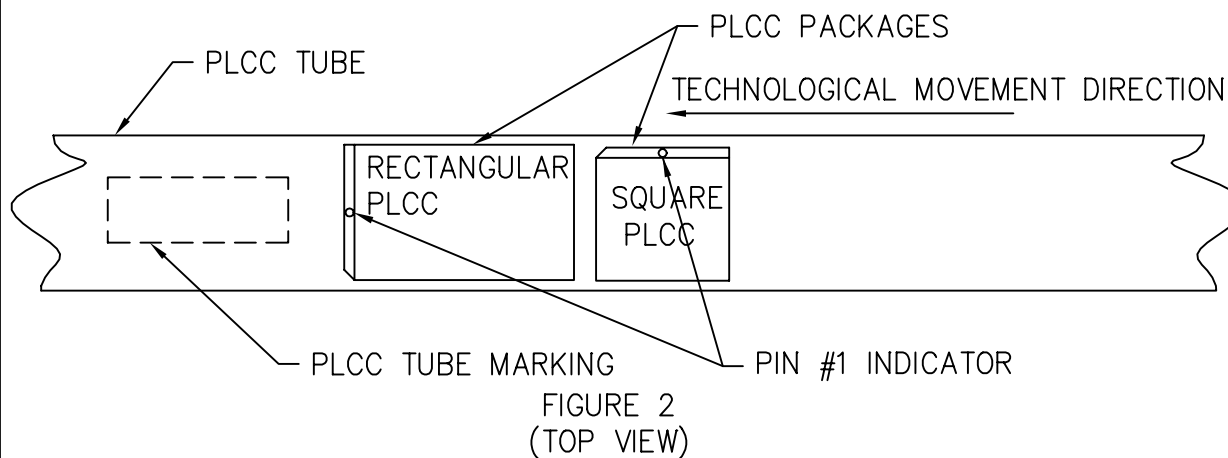 PLCC PACKAGES
PLCC TUBE
TECHNOLOGICAL MOVEMENT DIRECTION
RECTANGULAR
PLCC
SQUARE
PLCC
PLCC TUBE MARKING
PIN #1 INDICATOR
FIGURE 2
(TOP VIEW)